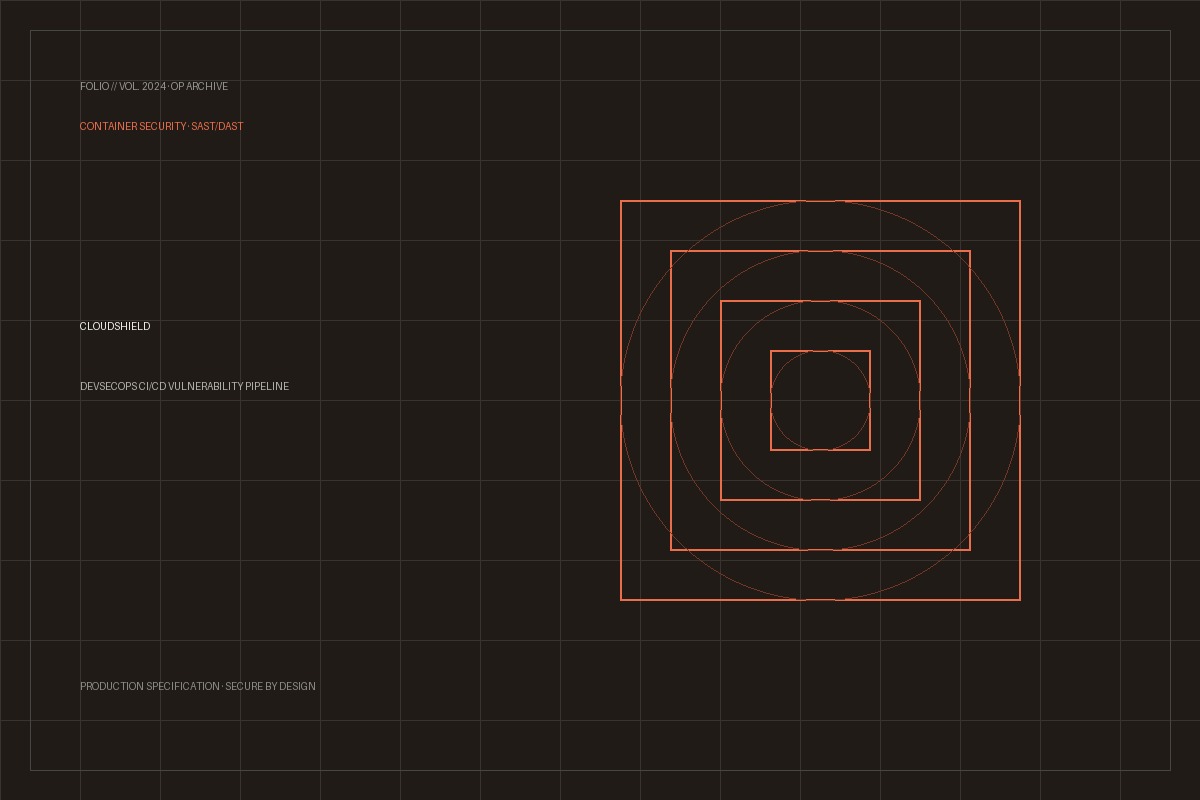 FOLIO // VOL. 2024 · OP ARCHIVE
CONTAINER SECURITY · SAST/DAST
CLOUDSHIELD
DEVSECOPS CI/CD VULNERABILITY PIPELINE
PRODUCTION SPECIFICATION · SECURE BY DESIGN